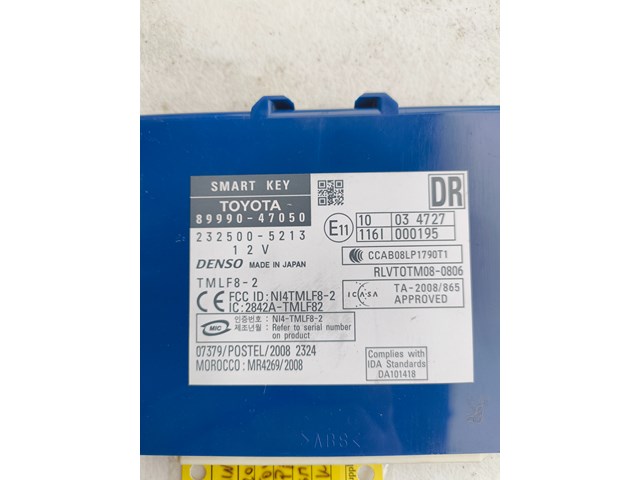 SMART KEY
TOYOTA
89990-47050
232500-5213
12V
DENSO MADE IN JAPAN
TMLF8-2
CE FCC ID: NI4TMLF8-2
IC: 2842A-TMLF82
MIC 인증번호 : NI4-TMLF8-2
제조년월 : Refer to serial number
on product
07379/POSTEL/2008 2324
MOROCCO: MR4269/2008
DR
E11 10 03 4727
116I 000195
CCAB08LP1790T1
RLVTOTM08-0806
ICASA TA-2008/865
APPROVED
Complies with
IDA Standards
DA101418
>ABS<